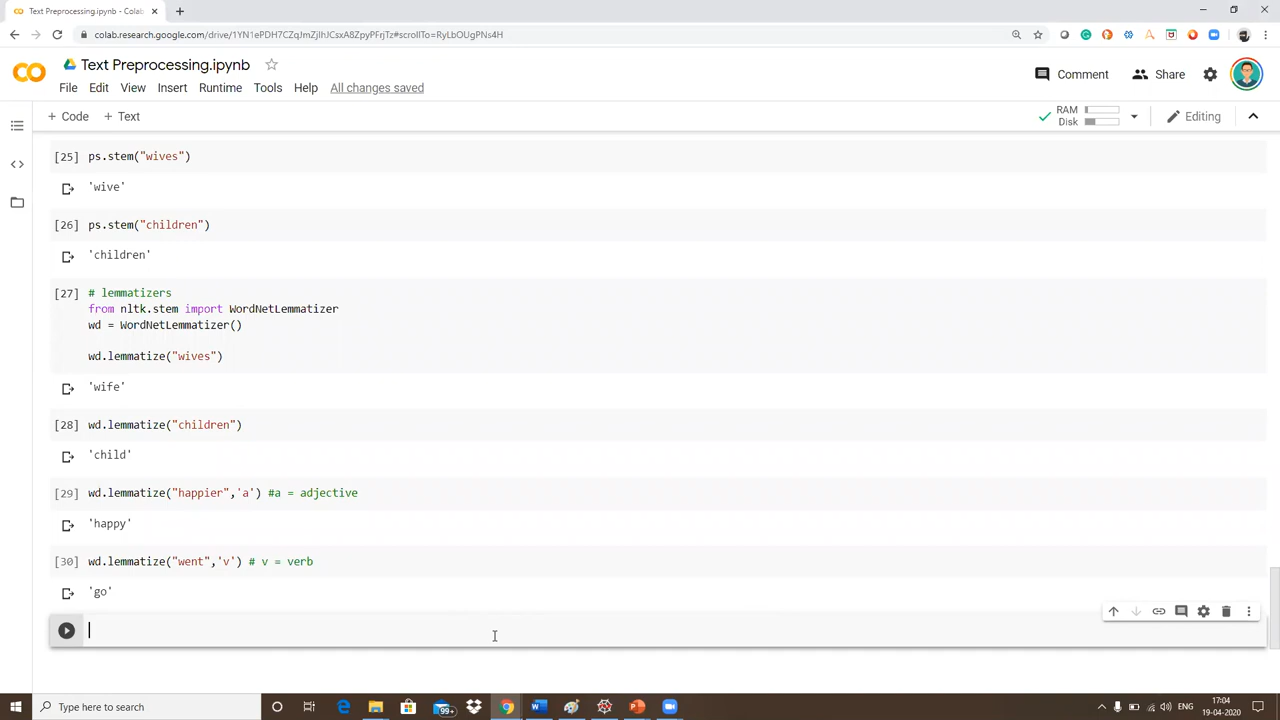 Text Preprocessing.ipynb - Colab
colab.research.google.com/drive/1YN1ePDH7CZqJmZjIhJCsxA8ZpyPFrjTz#scrollTo=RyLbOUgPNs4H
Text Preprocessing.ipynb
File Edit View Insert Runtime Tools Help All changes saved
Comment Share
+ Code + Text
RAM
Disk
Editing
[25] ps.stem("wives")
'wive'
[26] ps.stem("children")
'children'
[27] # lemmatizers
from nltk.stem import WordNetLemmatizer
wd = WordNetLemmatizer()
wd.lemmatize("wives")
'wife'
[28] wd.lemmatize("children")
'child'
[29] wd.lemmatize("happier",'a') #a = adjective
'happy'
[30] wd.lemmatize("went",'v') # v = verb
'go'
Type here to search
99+
ENG
17:04
19-04-2020